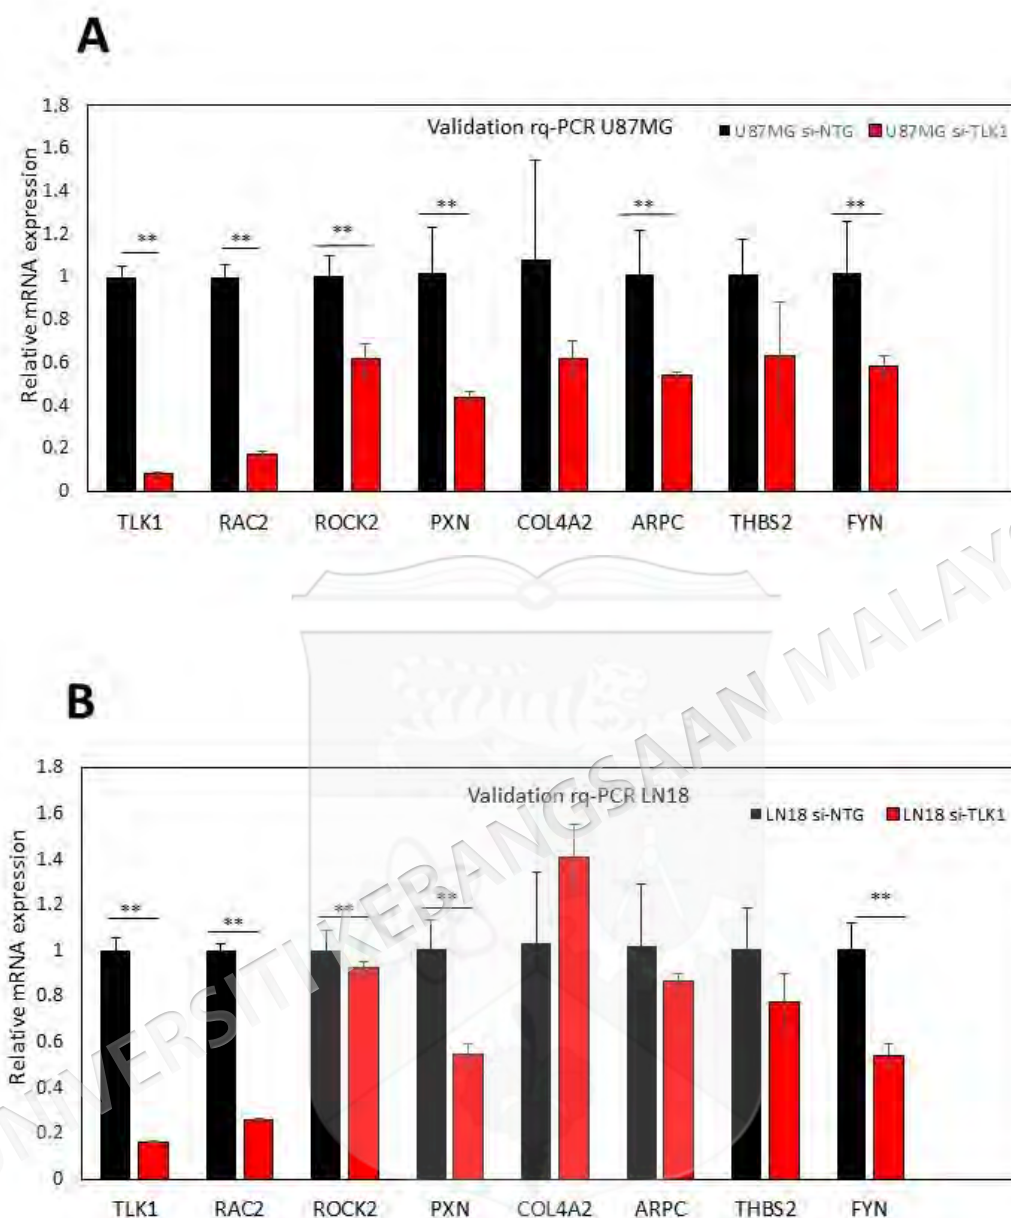 A
Validation rq-PCR U87MG
U87MG si-NTG U87MG si-TLK1
Relative mRNA expression
1.8
1.6
1.4
1.2
1
0.8
0.6
0.4
0.2
0
** ** ** ** ** **
TLK1 RAC2 ROCK2 PXN COL4A2 ARPC THBS2 FYN
B
Validation rq-PCR LN18
LN18 si-NTG LN18 si-TLK1
Relative mRNA expression
1.8
1.6
1.4
1.2
1
0.8
0.6
0.4
0.2
0
** ** ** ** **
TLK1 RAC2 ROCK2 PXN COL4A2 ARPC THBS2 FYN
UNIVERSITI KEBANGSAAN MALAYS